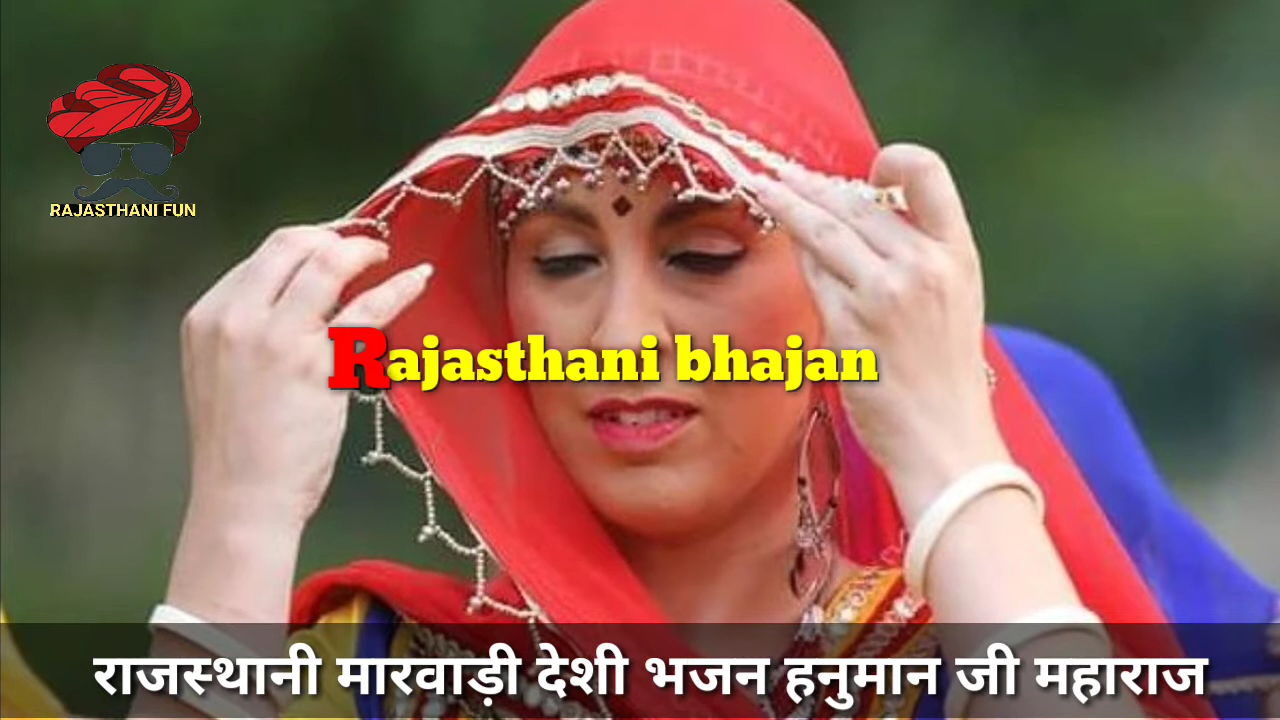 RAJASTHANI FUN
Rajasthani bhajan
राजस्थानी मारवाड़ी देशी भजन हनुमान जी महाराज